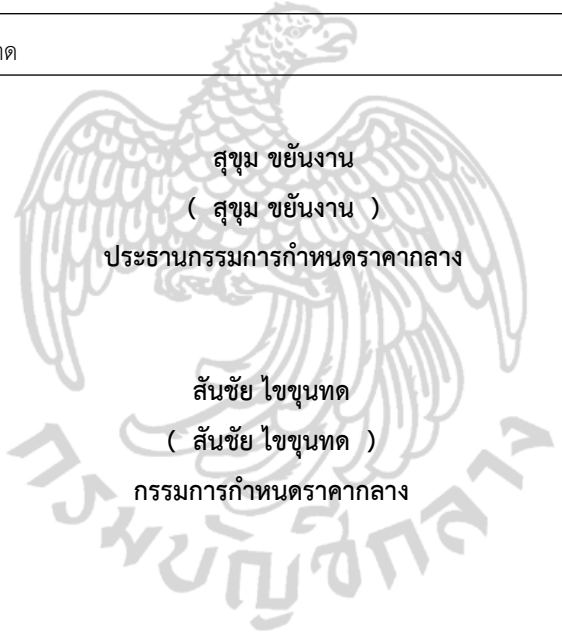 สุขุม ขยันงาน
( สุขุม ขยันงาน )
ประธานกรรมการกำหนดราคากลาง
สันชัย ไขขุนทด
( สันชัย ไขขุนทด )
กรรมการกำหนดราคากลาง
กรมบัญชีกลาง